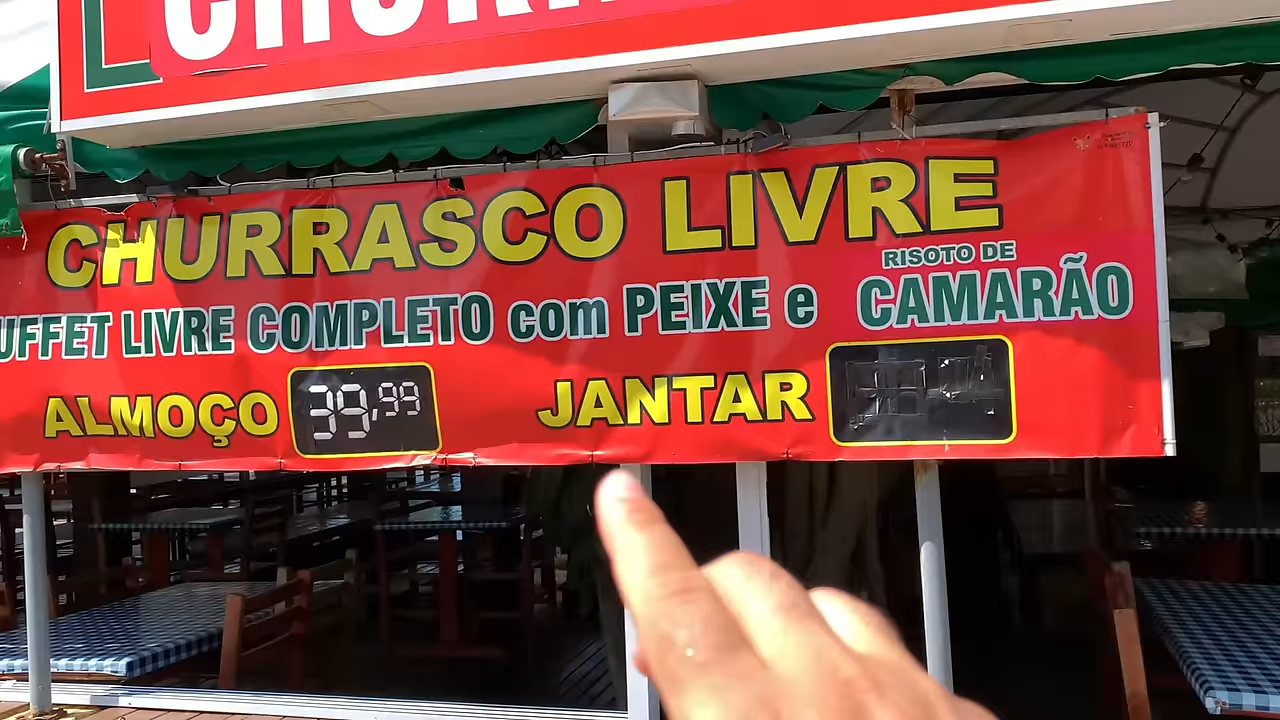 CHURRASCO LIVRE
UFFET LIVRE COMPLETO com PEIXE e RISOTO DE CAMARÃO
ALMOÇO 39,99 JANTAR